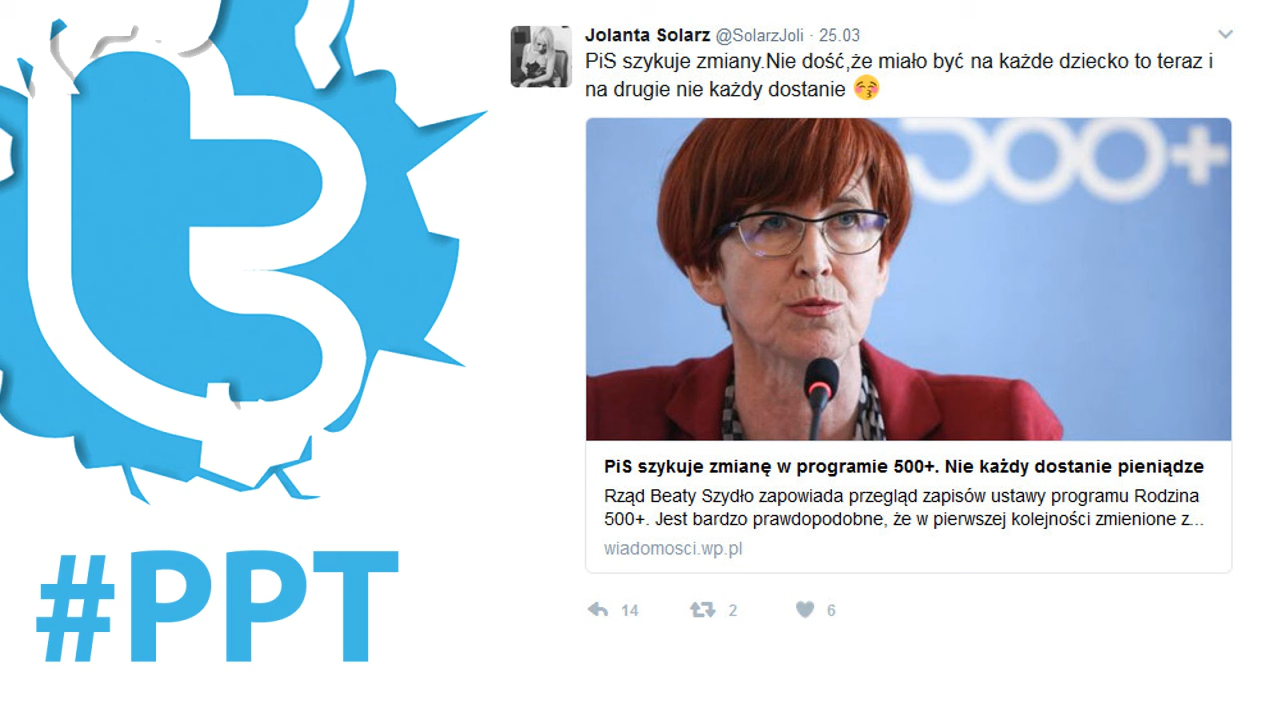 Jolanta Solarz @SolarzJoli · 25.03
PiS szykuje zmiany.Nie dość,że miało być na każde dziecko to teraz i
na drugie nie każdy dostanie 😚
500+
PiS szykuje zmianę w programie 500+. Nie każdy dostanie pieniądze
Rząd Beaty Szydło zapowiada przegląd zapisów ustawy programu Rodzina
500+. Jest bardzo prawdopodobne, że w pierwszej kolejności zmienione z...
wiadomosci.wp.pl
14 2 6
#PPT